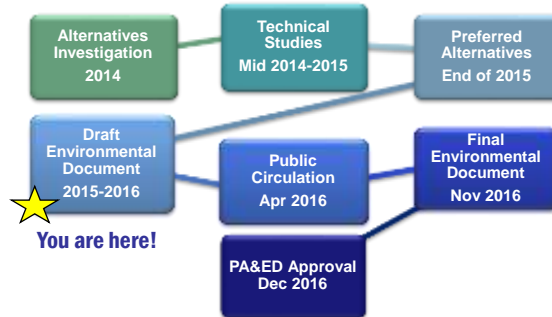 Alternatives
Investigation
2014
Technical
Studies
Mid 2014-2015
Preferred
Alternatives
End of 2015
Draft
Environmental
Document
2015-2016
Public
Circulation
Apr 2016
Final
Environmental
Document
Nov 2016
You are here!
PA&ED Approval
Dec 2016